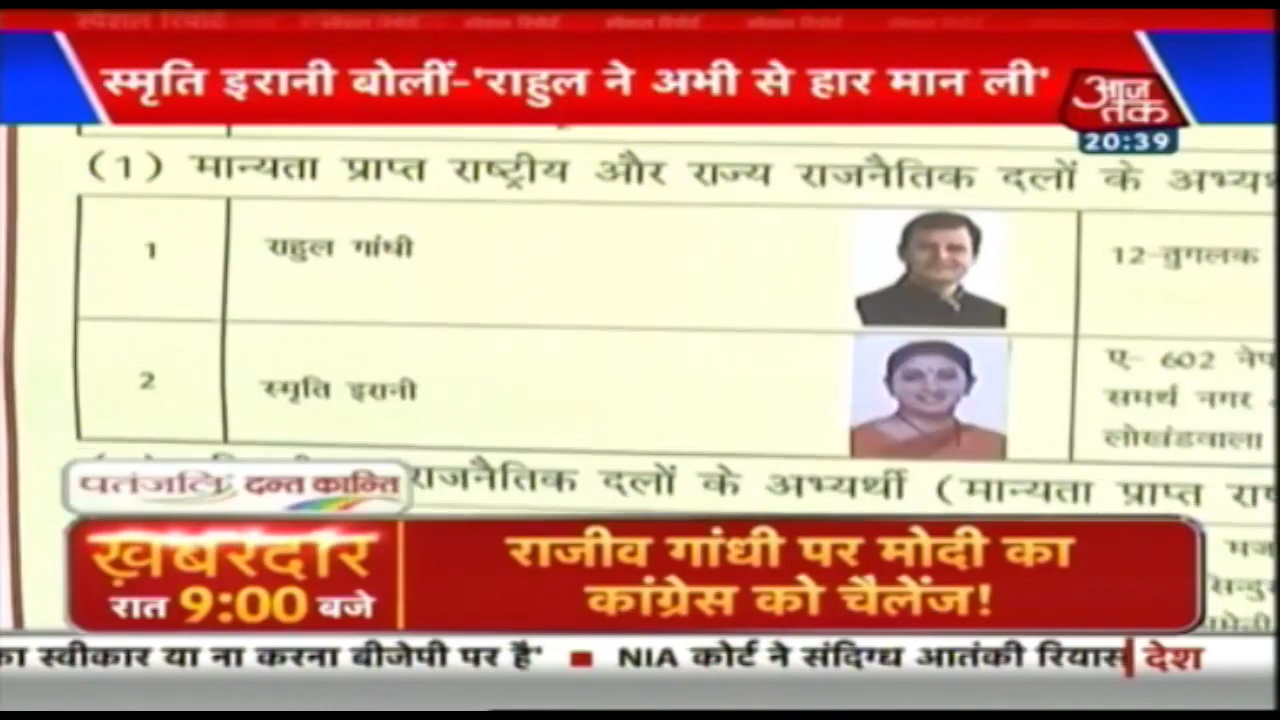 स्मृति इरानी बोलीं-'राहुल ने अभी से हार मान ली'
आज तक
20:39
(1) मान्यता प्राप्त राष्ट्रीय और राज्य राजनैतिक दलों के
1 राहुल गांधी 12-तुगलक
2 स्मृति इरानी ए- 602
समर्थ नगर
लोखंडवाला
राजनैतिक दलों के अभ्यर्थी (मान्यता प्राप्त
पतंजलि दन्त कान्ति
ख़बरदार
रात 9:00 बजे
राजीव गांधी पर मोदी का
कांग्रेस को चैलेंज!
स्वीकार या ना करना बीजेपी पर है' ■ NIA कोर्ट ने संदिग्ध आतंकी रियास
देश